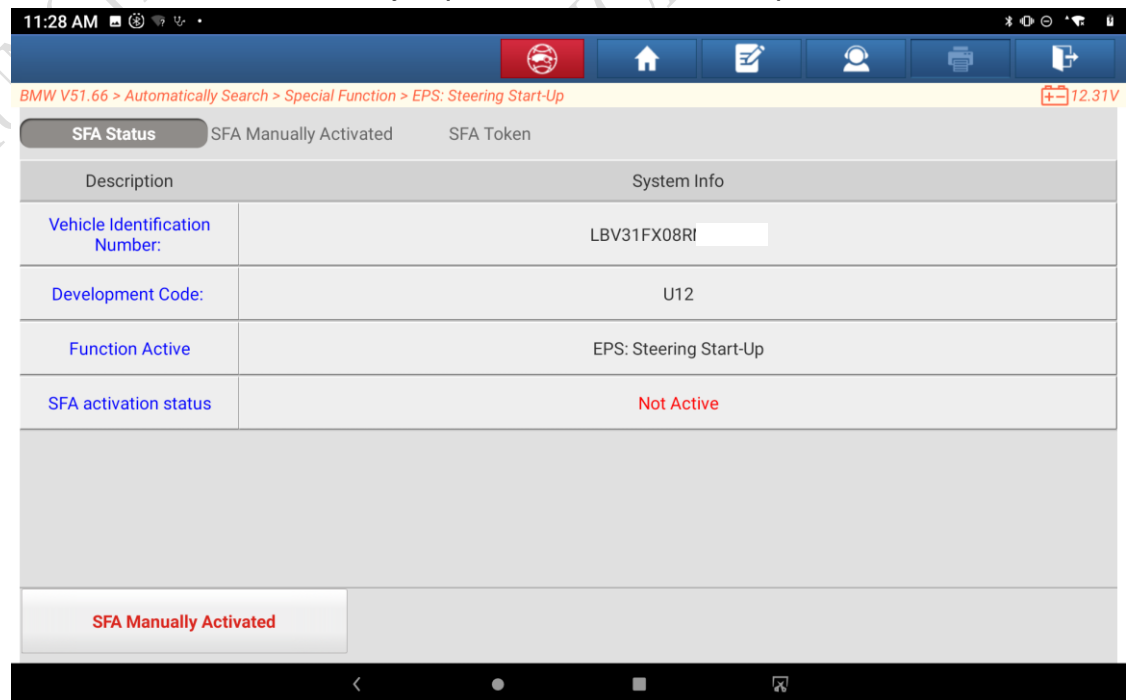 11:28 AM
BMW V51.66 > Automatically Search > Special Function > EPS: Steering Start-Up
12.31V
SFA Status SFA Manually Activated SFA Token
Description System Info
Vehicle Identification
Number:
LBV31FX08R
Development Code: U12
Function Active EPS: Steering Start-Up
SFA activation status Not Active
SFA Manually Activated